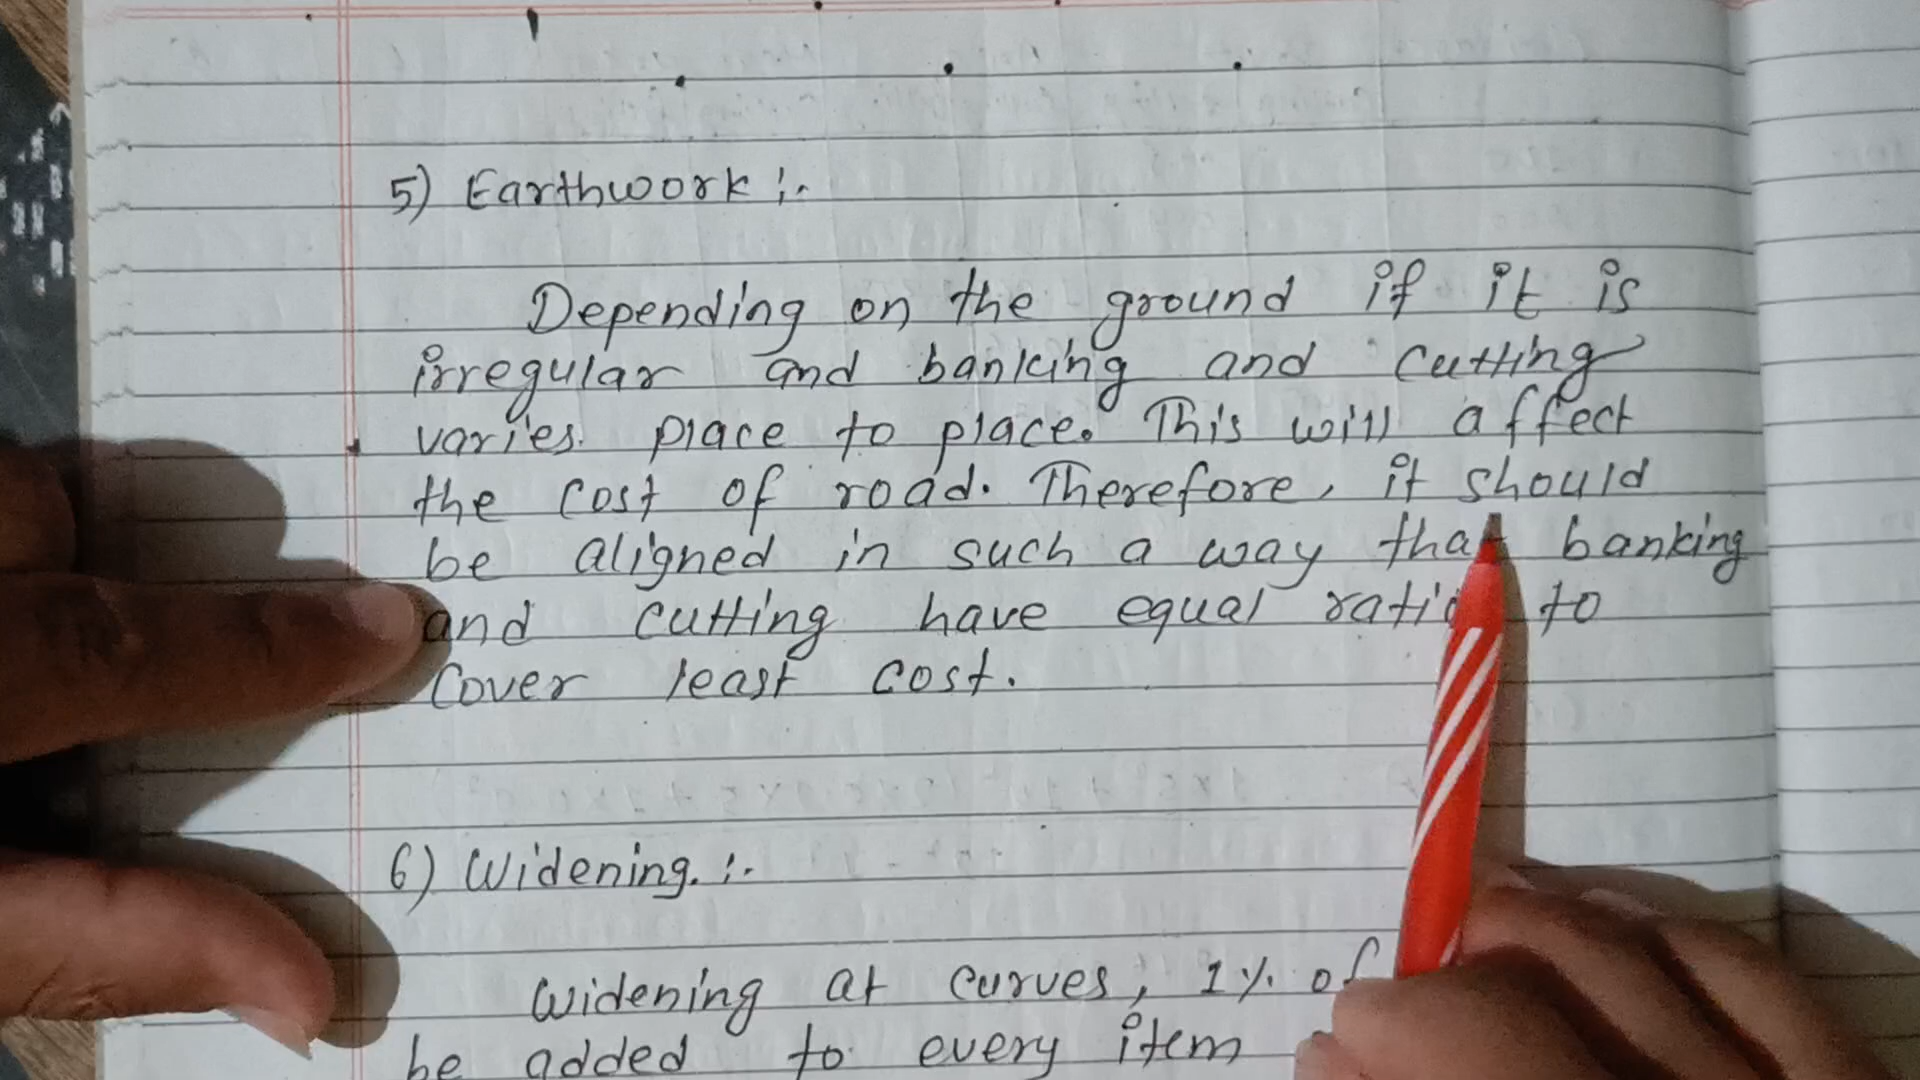 5) Earthwork :-
Depending on the ground if it is
irregular and banking and cutting
varies. place to place. This will affect
the cost of road. Therefore, it should
be aligned in such a way that banking
and cutting have equal ratio to
cover least cost.
6) Widening. :-
Widening at curves, 1% of
be added to every item